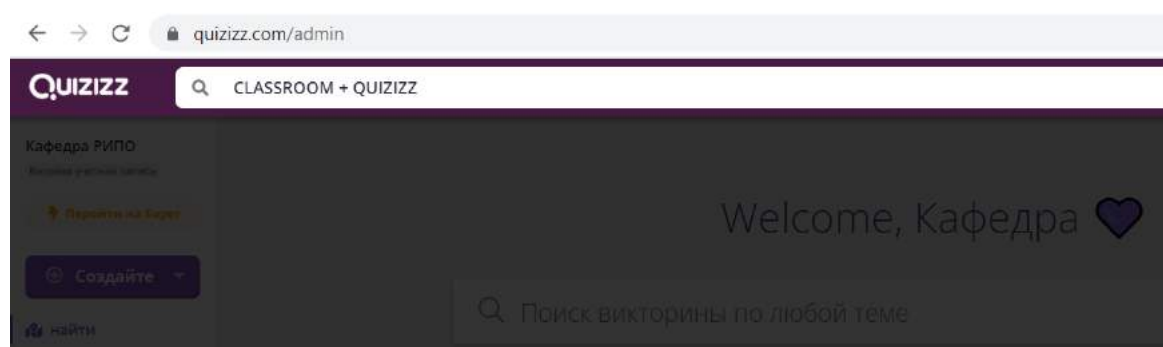 quizizz.com/admin
QUIZIZZ
CLASSROOM + QUIZIZZ
Кафедра РИПО
Welcome, Кафедра
Создайте
Поиск викторины по любой теме
найти